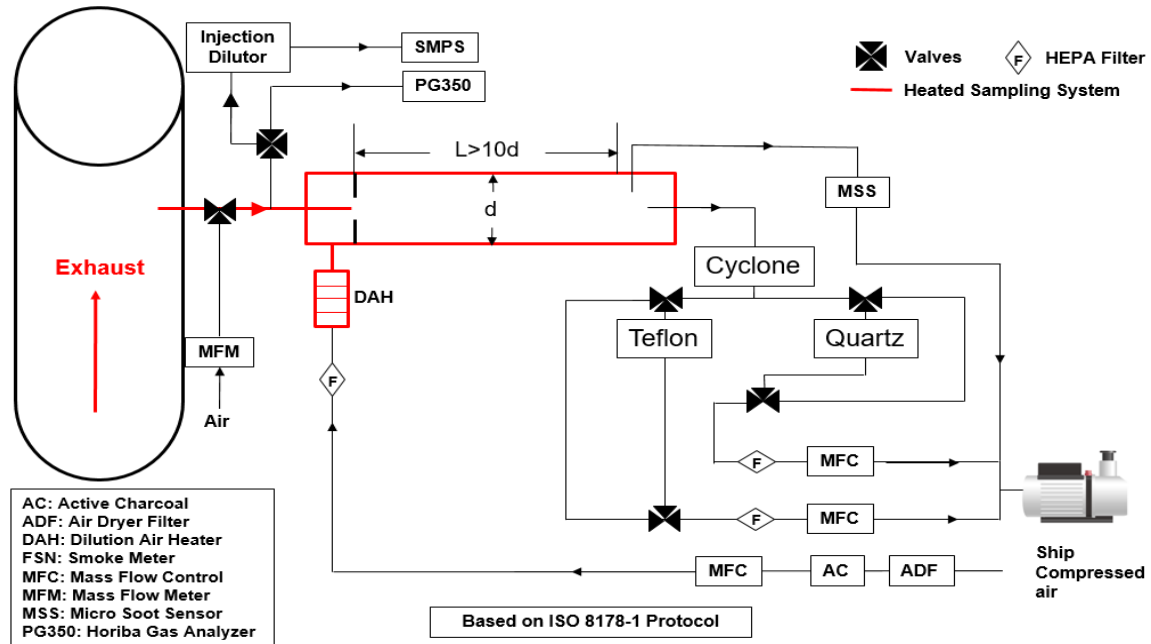 Injection
Dilutor
SMPS
PG350
Valves
F
HEPA Filter
Heated Sampling System
L>10d
d
MSS
Exhaust
DAH
Cyclone
Teflon
Quartz
MFM
F
Air
F
MFC
F
MFC
AC: Active Charcoal
ADF: Air Dryer Filter
DAH: Dilution Air Heater
FSN: Smoke Meter
MFC: Mass Flow Control
MFM: Mass Flow Meter
MSS: Micro Soot Sensor
PG350: Horiba Gas Analyzer
MFC
AC
ADF
Ship
Compressed
air
Based on ISO 8178-1 Protocol